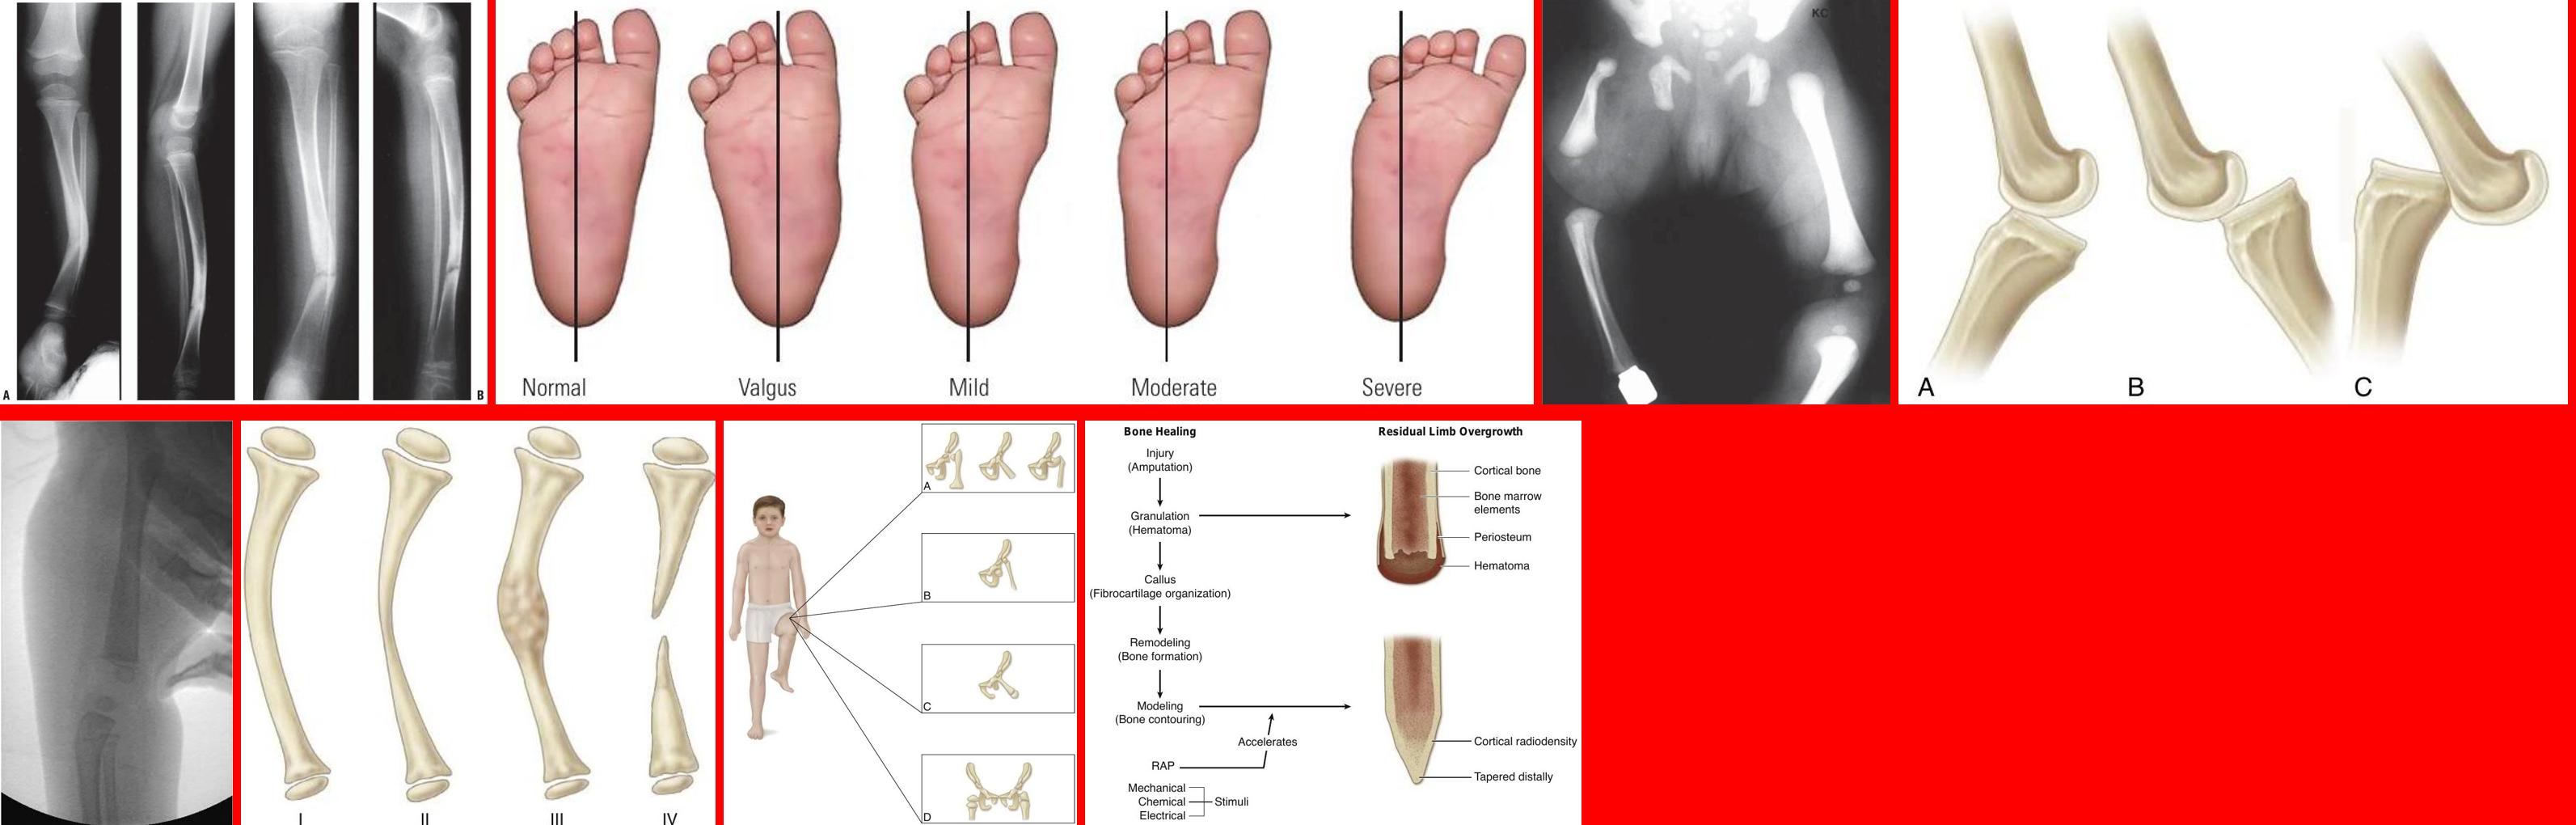 A
B
Normal
Valgus
Mild
Moderate
Severe
KC
A
B
C
I
II
III
IV
A
B
C
D
Bone Healing
Injury
(Amputation)
Granulation
(Hematoma)
Callus
(Fibrocartilage organization)
Remodeling
(Bone formation)
Modeling
(Bone contouring)
Accelerates
RAP
Mechanical
Chemical
Electrical
Stimuli
Residual Limb Overgrowth
Cortical bone
Bone marrow
elements
Periosteum
Hematoma
Cortical radiodensity
Tapered distally